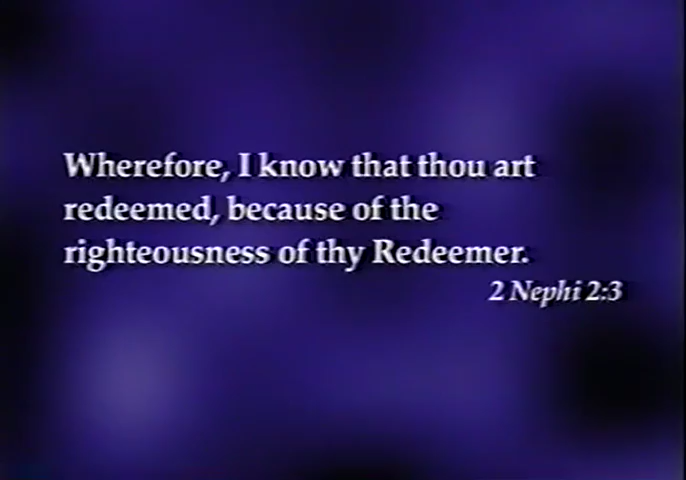 Wherefore, I know that thou art
redeemed, because of the
righteousness of thy Redeemer.
2 Nephi 2:3